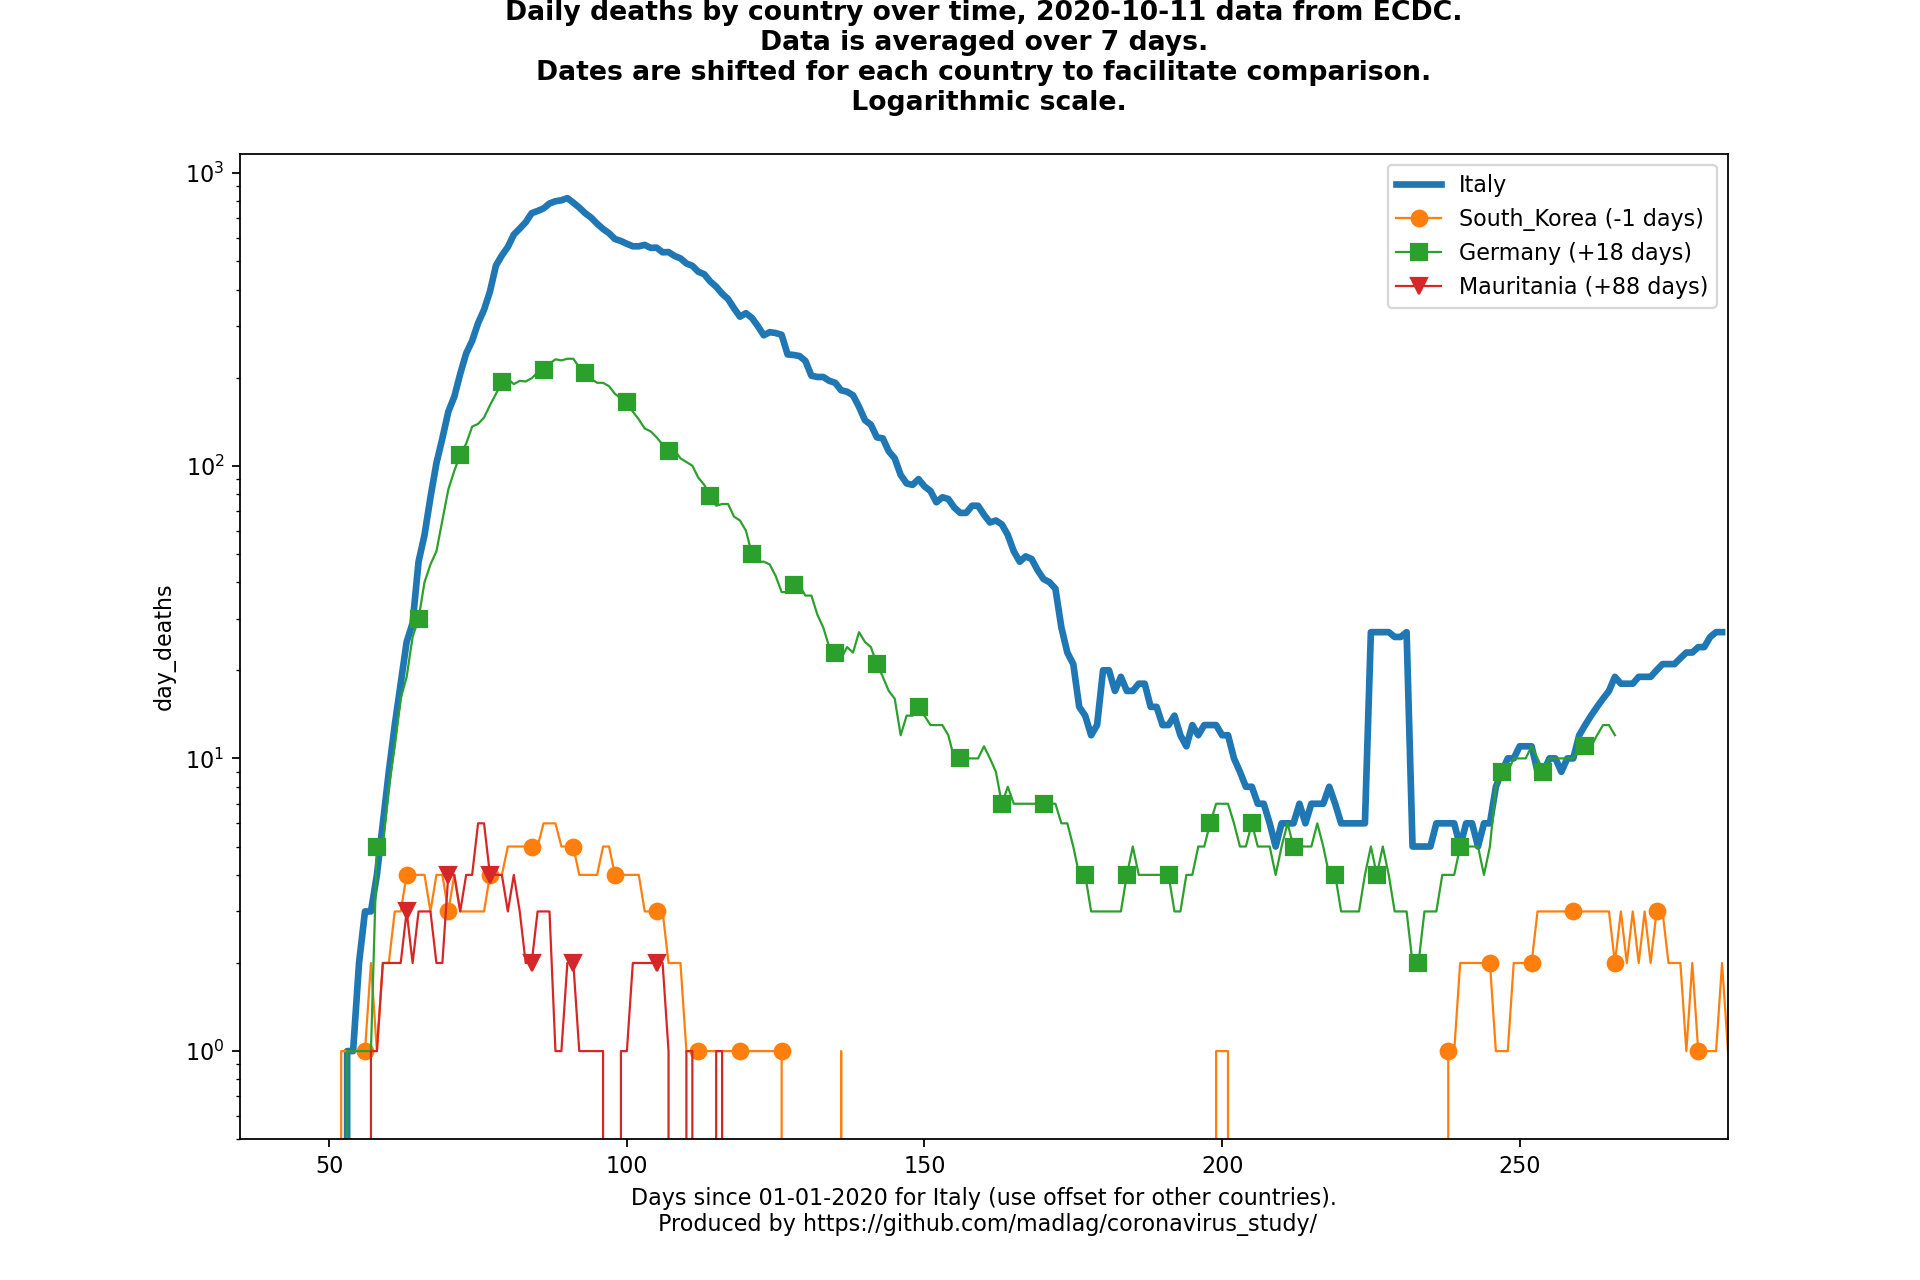 Daily deaths by country over time, 2020-10-11 data from ECDC.
Data is averaged over 7 days.
Dates are shifted for each country to facilitate comparison.
Logarithmic scale.
Italy
South_Korea (-1 days)
Germany (+18 days)
Mauritania (+88 days)
day_deaths
10³
10²
10¹
10⁰
50 100 150 200 250
Days since 01-01-2020 for Italy (use offset for other countries).
Produced by https://github.com/madlag/coronavirus_study/